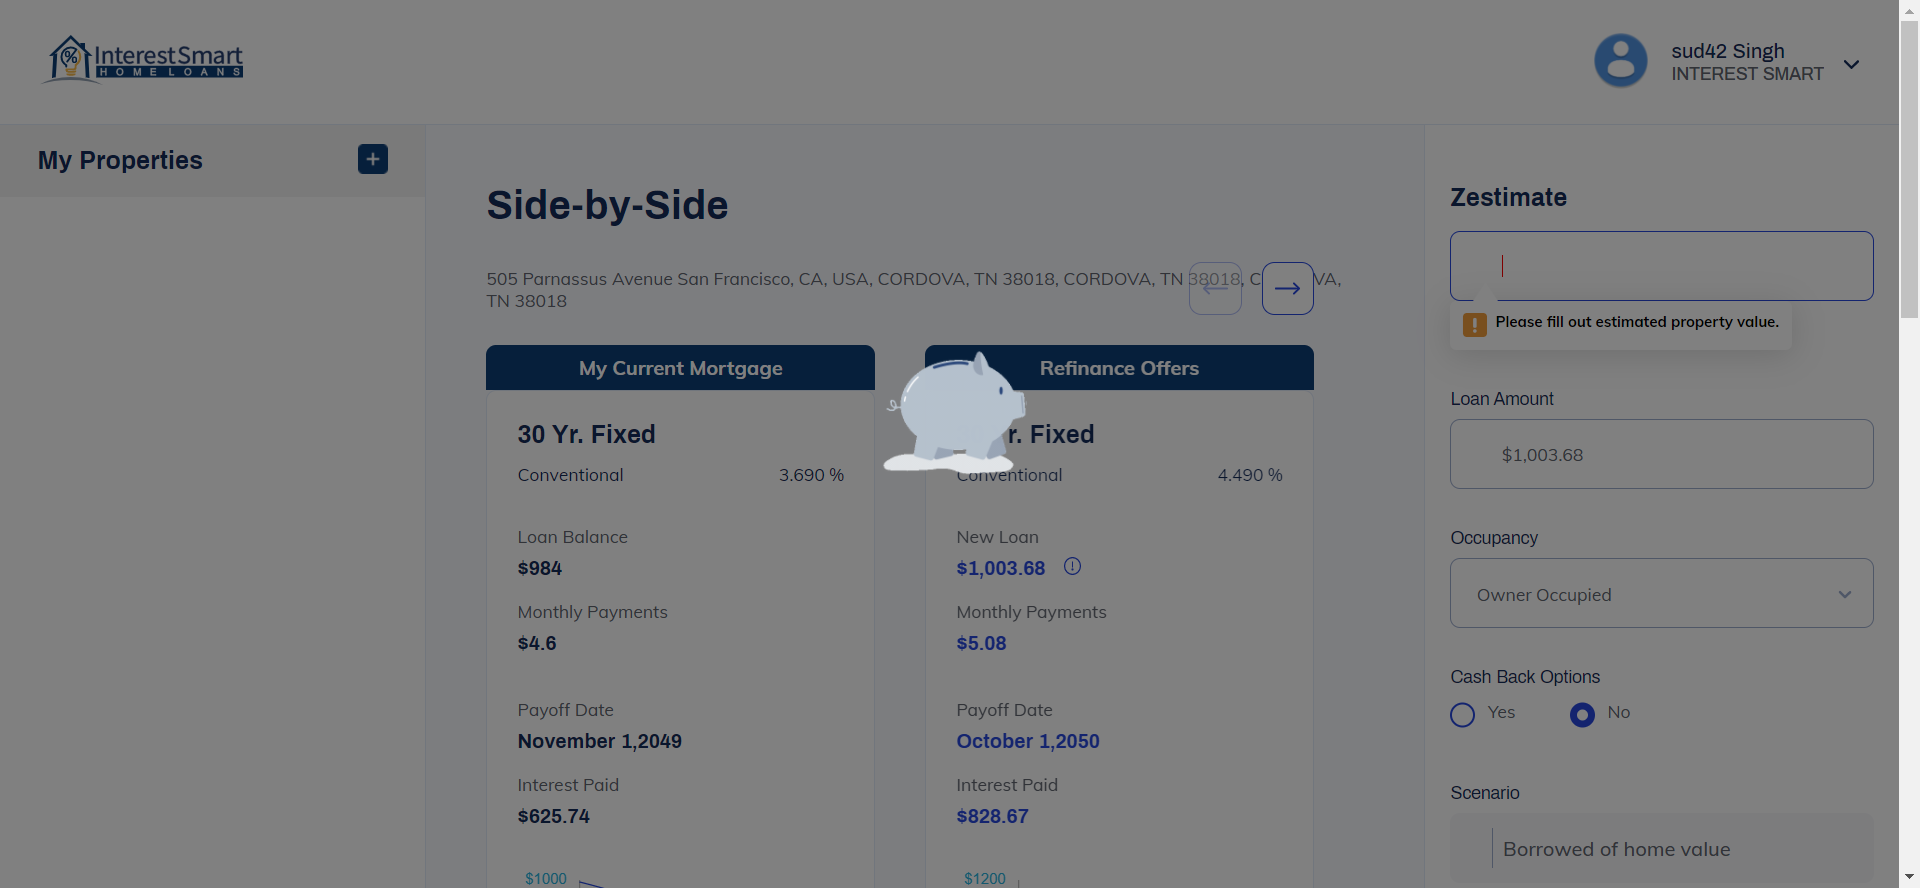 InterestSmart
HOME LOANS
sud42 Singh
INTEREST SMART
My Properties
Side-by-Side
505 Parnassus Avenue San Francisco, CA, USA, CORDOVA, TN 38018, CORDOVA, TN 38018, C VA,
TN 38018
My Current Mortgage
30 Yr. Fixed
Conventional 3.690 %
Loan Balance
$984
Monthly Payments
$4.6
Payoff Date
November 1,2049
Interest Paid
$625.74
$1000
Refinance Offers
r. Fixed
Conventional 4.490 %
New Loan
$1,003.68
Monthly Payments
$5.08
Payoff Date
October 1,2050
Interest Paid
$828.67
$1200
Zestimate
Please fill out estimated property value.
Loan Amount
$1,003.68
Occupancy
Owner Occupied
Cash Back Options
Yes No
Scenario
Borrowed of home value